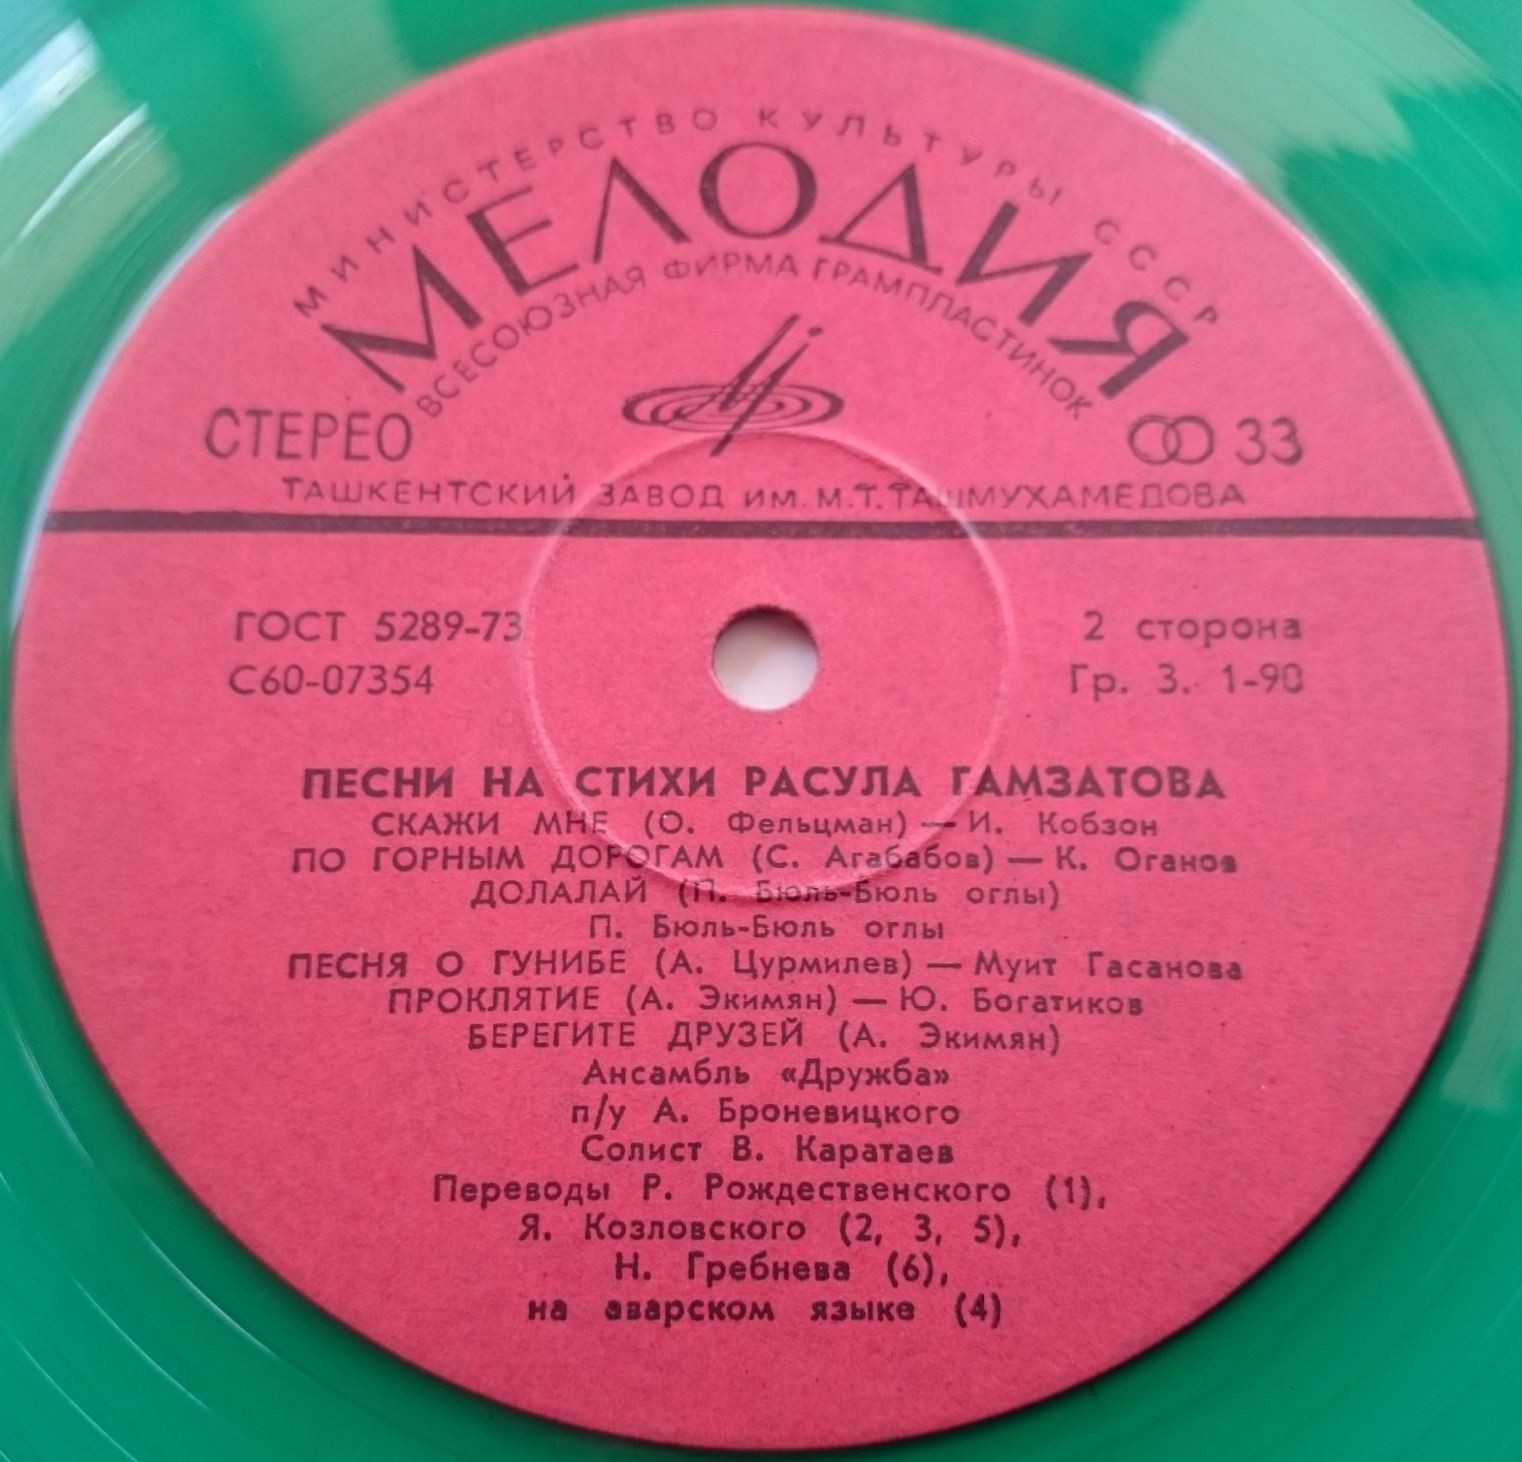 МИНИСТЕРСТВО КУЛЬТУРЫ СССР
МЕЛОДИЯ
ВСЕСОЮЗНАЯ ФИРМА ГРАМПЛАСТИНОК
СТЕРЕО 33
ТАШКЕНТСКИЙ ЗАВОД ИМ. М.Т.ТАШМУХАМЕДОВА
ГОСТ 5289-73 2 сторона
С60-07354 Гр. 3. 1-90
ПЕСНИ НА СТИХИ РАСУЛА ГАМЗАТОВА
СКАЖИ МНЕ (О. Фельцман) — И. Кобзон
ПО ГОРНЫМ ДОРОГАМ (С. Агабабов) — К. Оганов
ДОЛАЛАЙ (П. Бюль-Бюль оглы)
П. Бюль-Бюль оглы
ПЕСНЯ О ГУНИБЕ (А. Цурмилев) — Муит Гасанова
ПРОКЛЯТИЕ (А. Экимян) — Ю. Богатиков
БЕРЕГИТЕ ДРУЗЕЙ (А. Экимян)
Ансамбль «Дружба»
п/у А. Броневицкого
Солист В. Каратаев
Переводы Р. Рождественского (1),
Я. Козловского (2, 3, 5),
Н. Гребнева (6),
на аварском языке (4)